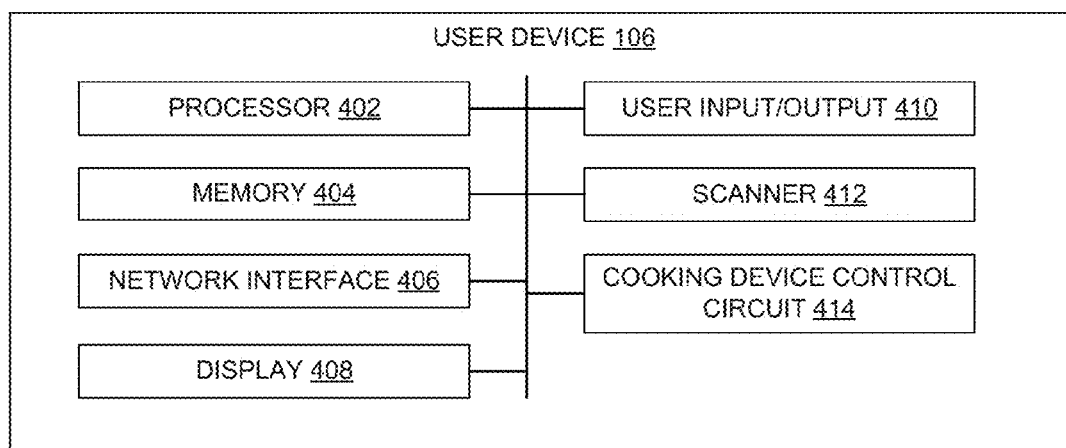 USER DEVICE 106
PROCESSOR 402
MEMORY 404
NETWORK INTERFACE 406
DISPLAY 408
USER INPUT/OUTPUT 410
SCANNER 412
COOKING DEVICE CONTROL
CIRCUIT 414